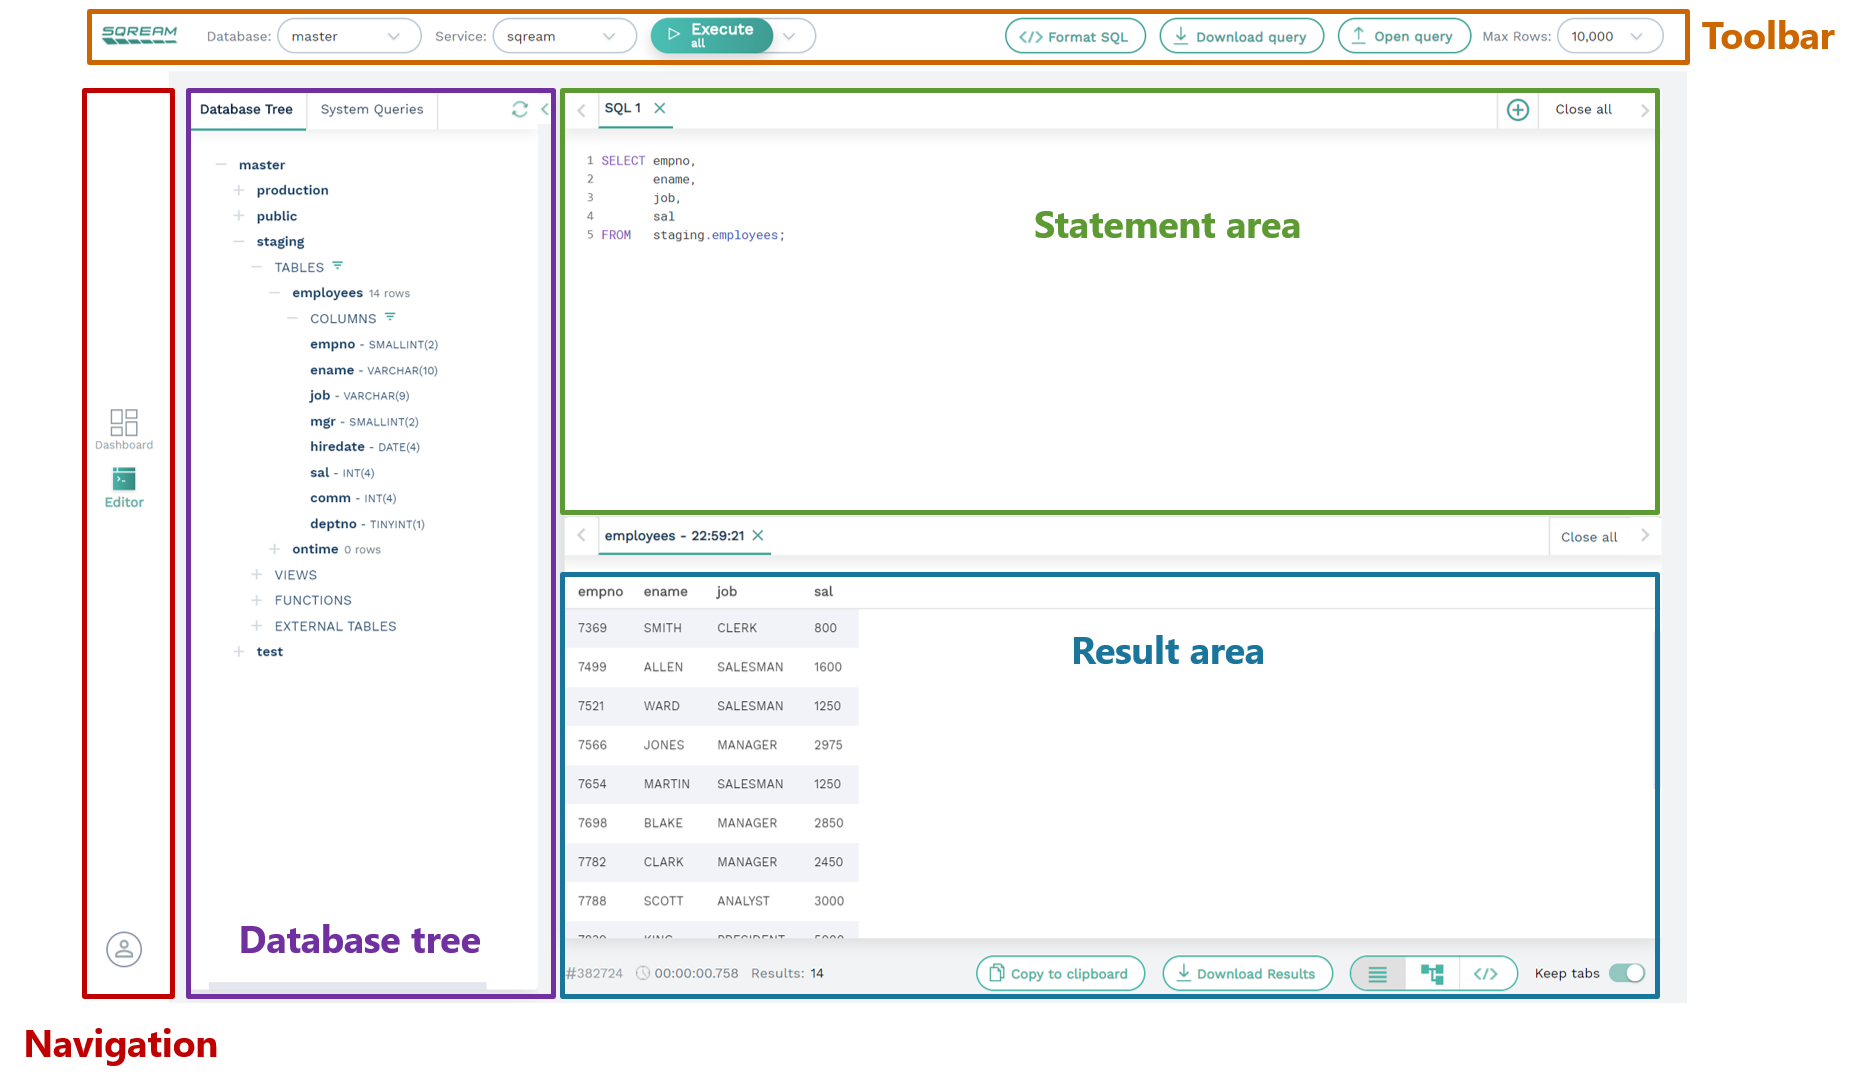 SQREAM Database: master Service: sqream Execute all </> Format SQL Download query Open query Max Rows: 10,000
Toolbar
Dashboard
Editor
Navigation
Database Tree System Queries
master
production
public
staging
TABLES
employees 14 rows
COLUMNS
empno - SMALLINT(2)
ename - VARCHAR(10)
job - VARCHAR(9)
mgr - SMALLINT(2)
hiredate - DATE(4)
sal - INT(4)
comm - INT(4)
deptno - TINYINT(1)
ontime 0 rows
VIEWS
FUNCTIONS
EXTERNAL TABLES
test
Database tree
SQL 1 Close all
1 SELECT empno,
2 ename,
3 job,
4 sal
5 FROM staging.employees;
Statement area
employees - 22:59:21 Close all
empno ename job sal
7369 SMITH CLERK 800
7499 ALLEN SALESMAN 1600
7521 WARD SALESMAN 1250
7566 JONES MANAGER 2975
7654 MARTIN SALESMAN 1250
7698 BLAKE MANAGER 2850
7782 CLARK MANAGER 2450
7788 SCOTT ANALYST 3000
7839 KING PRESIDENT 5000
Result area
#382724 00:00:00.758 Results: 14 Copy to clipboard Download Results </> Keep tabs